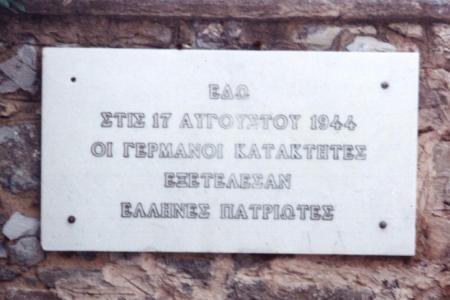 ΕΔΩ
ΣΤΙΣ 17 ΑΥΓΟΥΣΤΟΥ 1944
ΟΙ ΓΕΡΜΑΝΟΙ ΚΑΤΑΚΤΗΤΕΣ
ΕΞΕΤΕΛΕΣΑΝ
ΕΛΛΗΝΕΣ ΠΑΤΡΙΩΤΕΣ